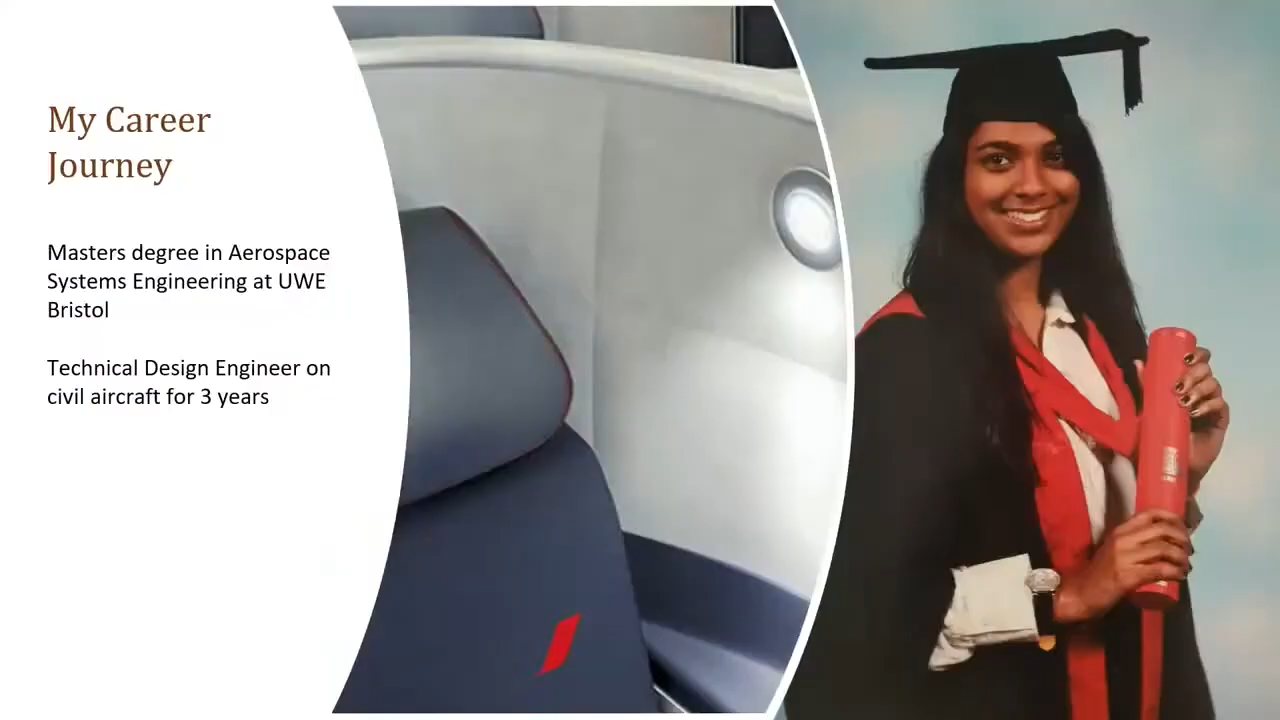 My Career
Journey
Masters degree in Aerospace
Systems Engineering at UWE
Bristol
Technical Design Engineer on
civil aircraft for 3 years